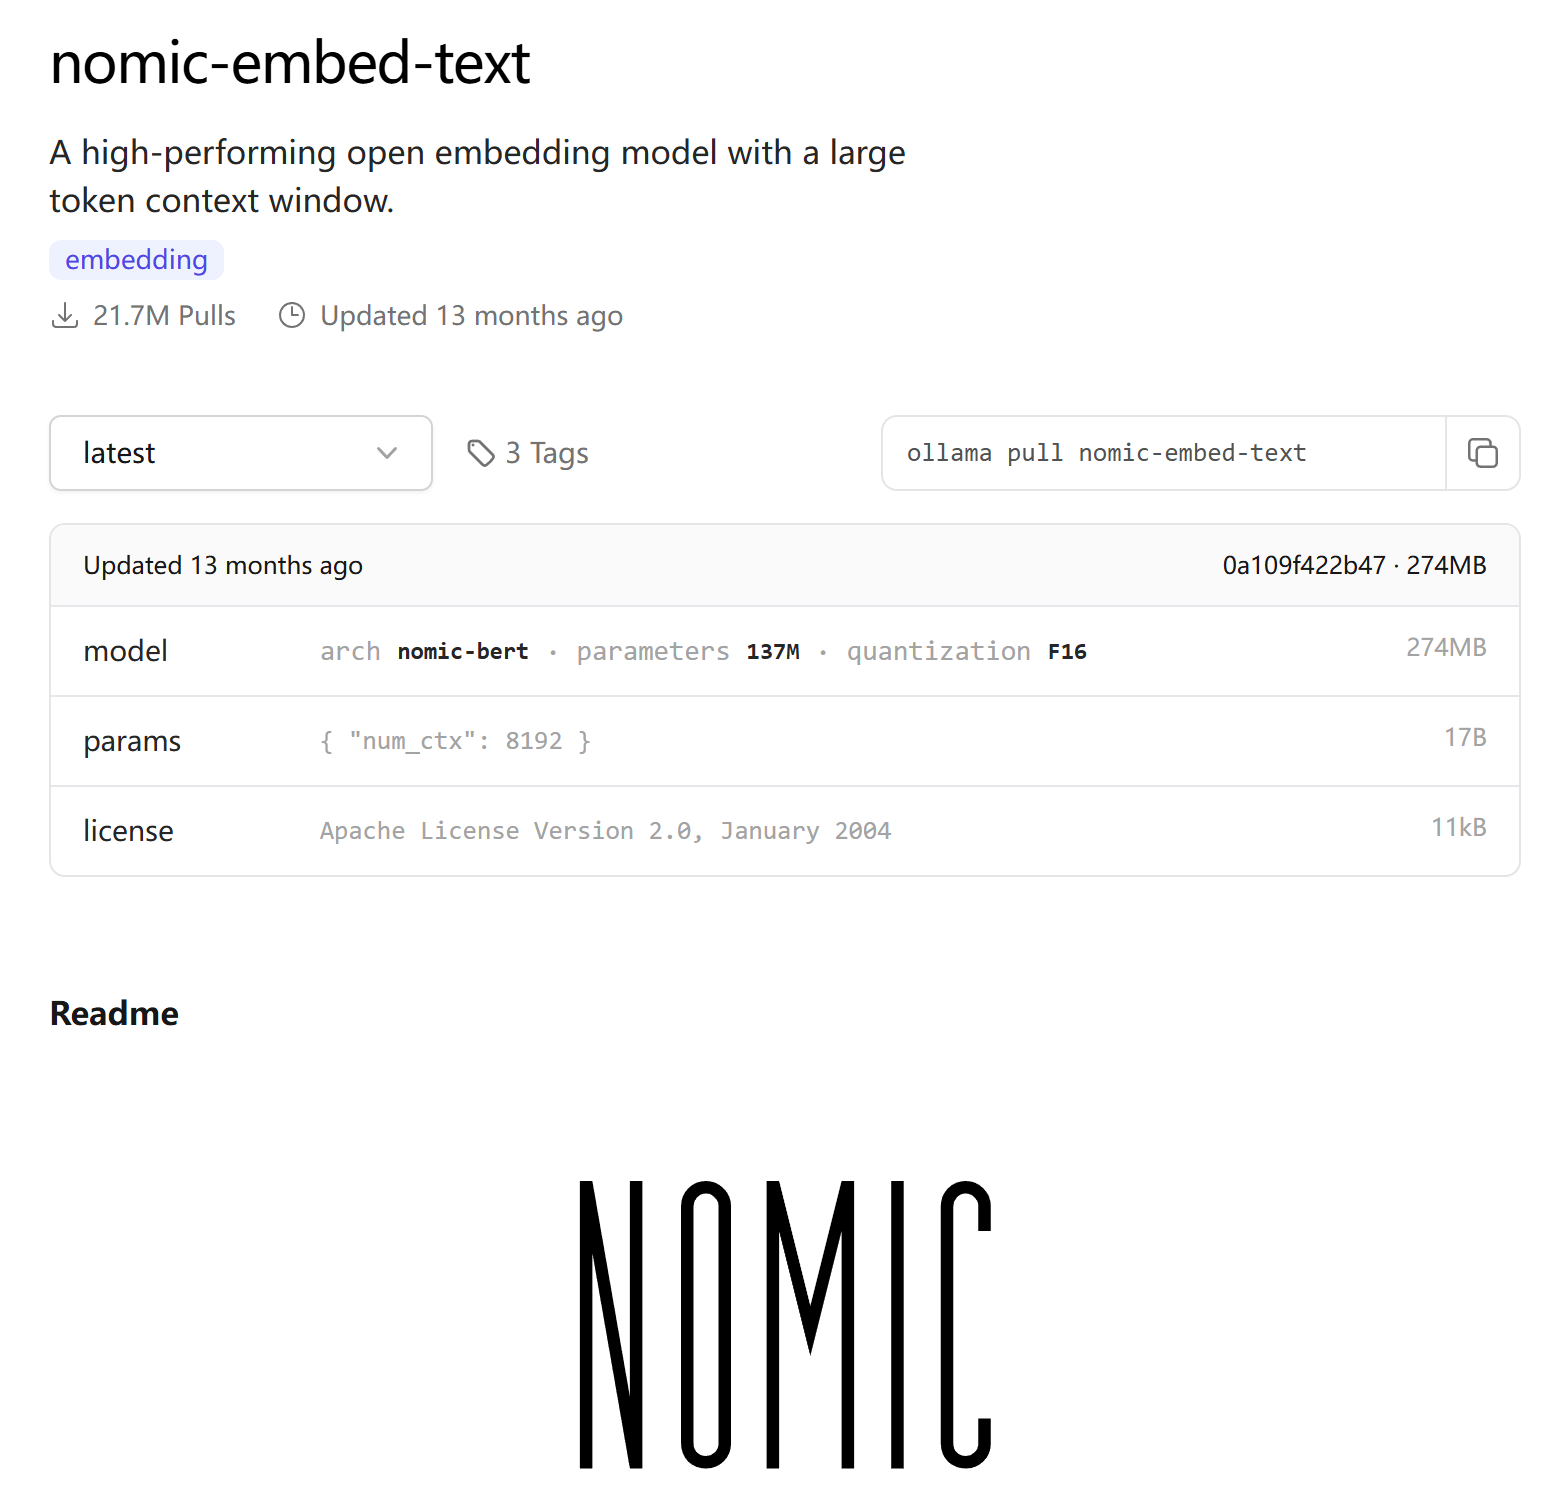 nomic-embed-text
A high-performing open embedding model with a large
token context window.
embedding
21.7M Pulls Updated 13 months ago
latest 3 Tags ollama pull nomic-embed-text
Updated 13 months ago 0a109f422b47 · 274MB
model arch nomic-bert · parameters 137M · quantization F16 274MB
params { "num_ctx": 8192 } 17B
license Apache License Version 2.0, January 2004 11kB
Readme
NOMIC